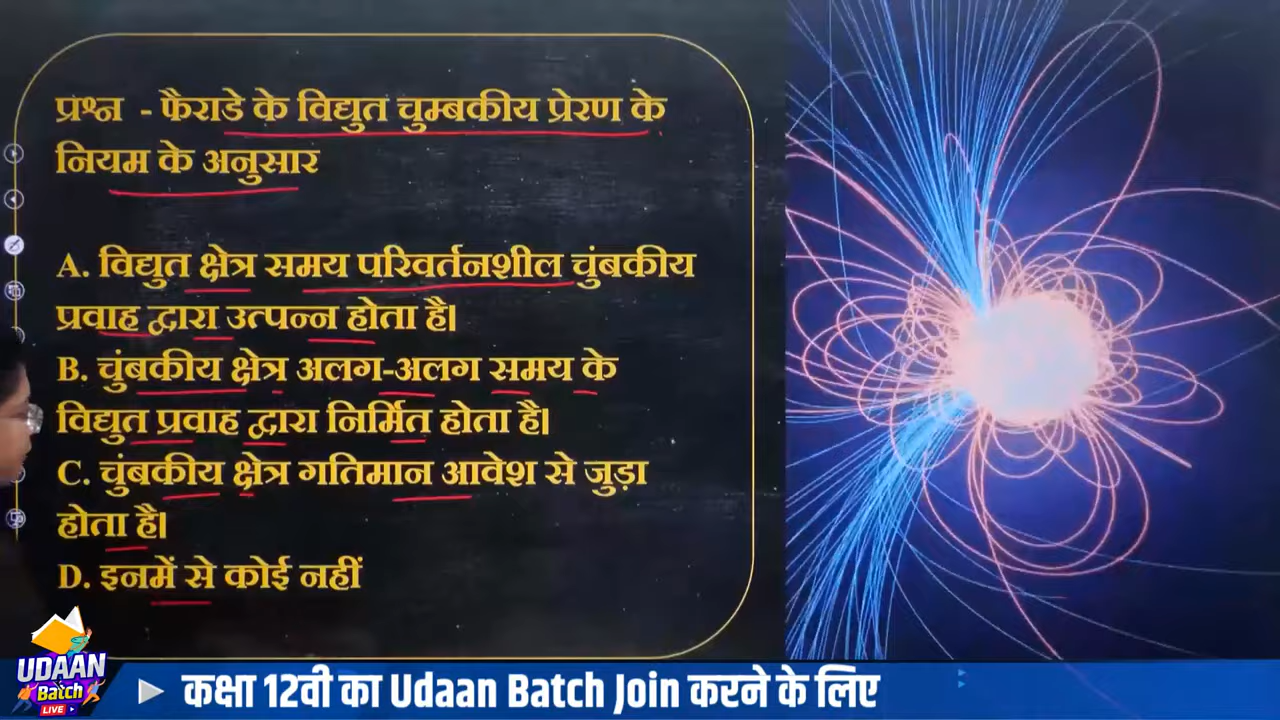 प्रश्न - फैराडे के विद्युत चुम्बकीय प्रेरण के
नियम के अनुसार
A. विद्युत क्षेत्र समय परिवर्तनशील चुंबकीय
प्रवाह द्वारा उत्पन्न होता है।
B. चुंबकीय क्षेत्र अलग-अलग समय के
विद्युत प्रवाह द्वारा निर्मित होता है।
C. चुंबकीय क्षेत्र गतिमान आवेश से जुड़ा
होता है।
D. इनमें से कोई नहीं
UDAAN
Batch
LIVE
कक्षा 12वी का Udaan Batch Join करने के लिए